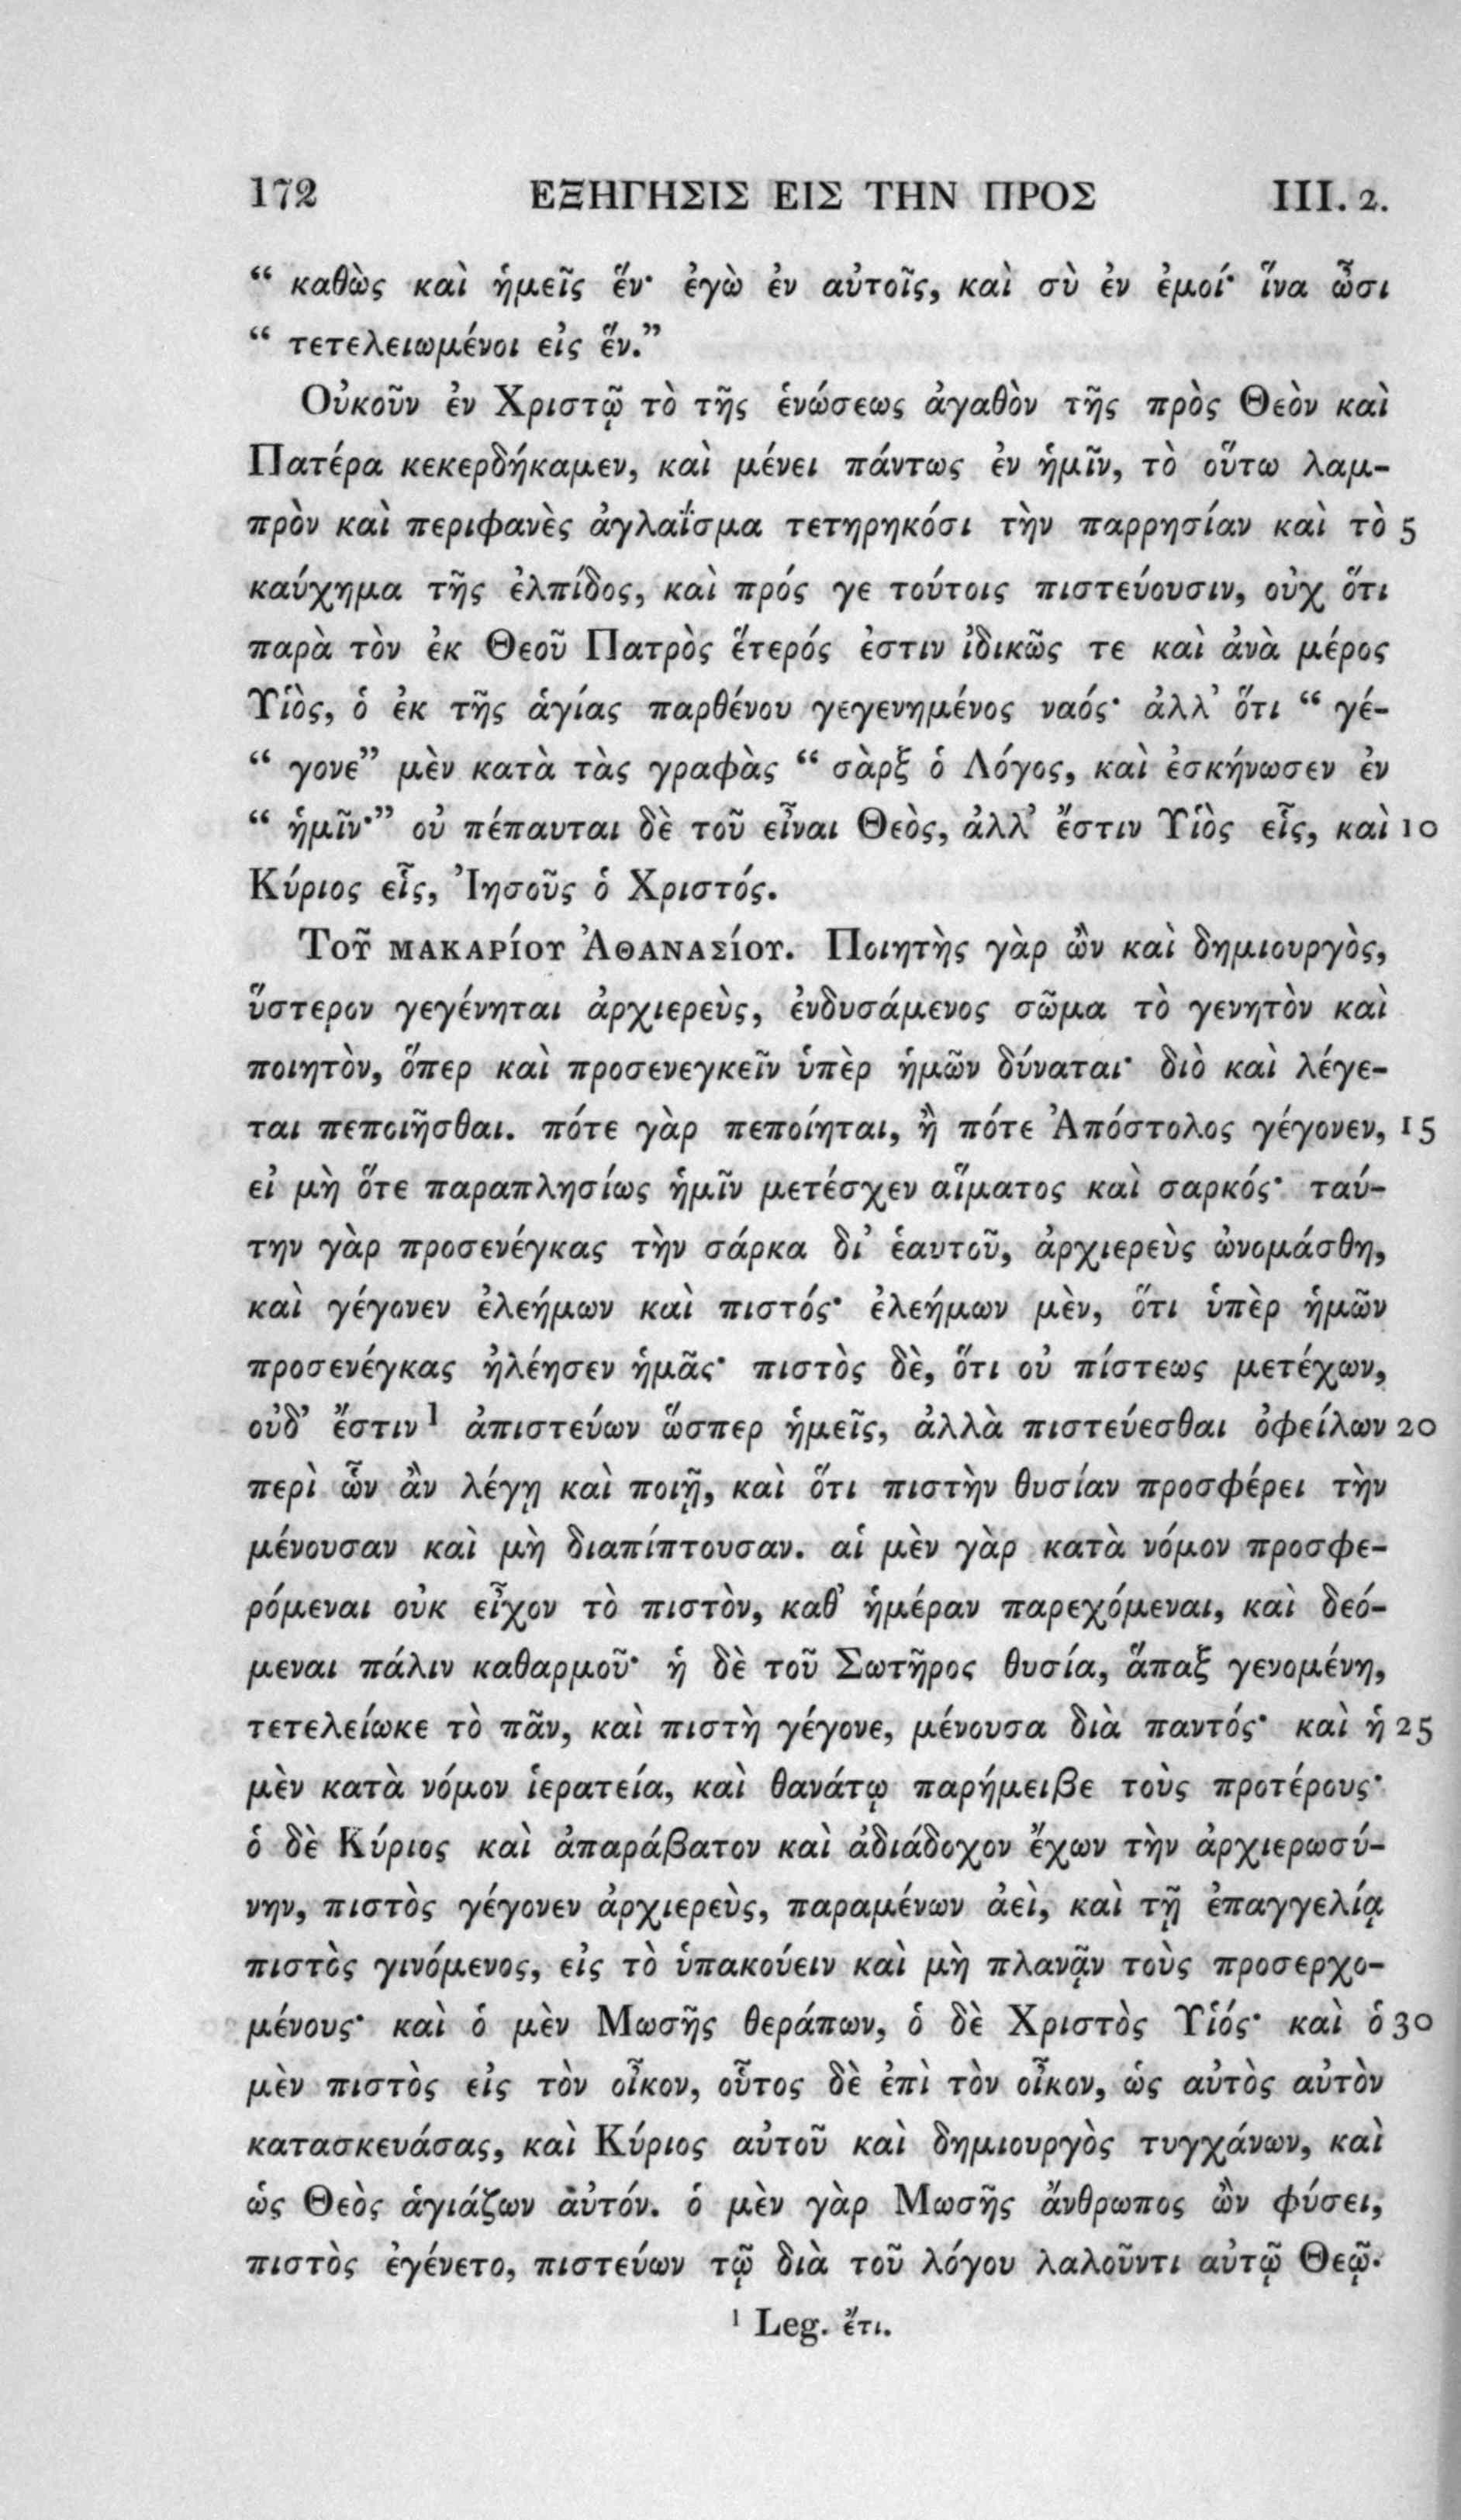 172 ΕΞΗΓΗΣΙΣ ΕΙΣ ΤΗΝ ΠΡΟΣ III. 2.
“ καθὼς καὶ ἡμεῖς ἕν· ἐγὼ ἐν αὐτοῖς, καὶ σὺ ἐν ἐμοί· ἵνα ὦσι
“ τετελειωμένοι εἰς ἕν.”
Οὐκοῦν ἐν Χριστῷ τὸ τῆς ἑνώσεως ἀγαθὸν τῆς πρὸς Θεὸν καὶ
Πατέρα κεκερδήκαμεν, καὶ μένει πάντως ἐν ἡμῖν, τὸ οὕτω λαμ-
πρὸν καὶ περιφανὲς ἀγλαΐσμα τετηρηκόσι τὴν παρρησίαν καὶ τὸ 5
καύχημα τῆς ἐλπίδος, καὶ πρός γε τούτοις πιστεύουσιν, οὐχ ὅτι
παρὰ τὸν ἐκ Θεοῦ Πατρὸς ἕτερός ἐστιν ἰδικῶς τε καὶ ἀνὰ μέρος
Υἱὸς, ὁ ἐκ τῆς ἁγίας παρθένου γεγενημένος ναός· ἀλλ’ ὅτι “ γέ-
“ γονε” μὲν κατὰ τὰς γραφὰς “ σὰρξ ὁ Λόγος, καὶ ἐσκήνωσεν ἐν
“ ἡμῖν·” οὐ πέπαυται δὲ τοῦ εἶναι Θεὸς, ἀλλ’ ἔστιν Υἱὸς εἷς, καὶ 10
Κύριος εἷς, Ἰησοῦς ὁ Χριστός.
Τοῦ μακαρίου Ἀθανασίου. Ποιητὴς γὰρ ὢν καὶ δημιουργὸς,
ὕστερον γεγένηται ἀρχιερεὺς, ἐνδυσάμενος σῶμα τὸ γενητὸν καὶ
ποιητὸν, ὅπερ καὶ προσενεγκεῖν ὑπὲρ ἡμῶν δύναται· διὸ καὶ λέγε-
ται πεποιῆσθαι. πότε γὰρ πεποίηται, ἢ πότε Ἀπόστολος γέγονεν, 15
εἰ μὴ ὅτε παραπλησίως ἡμῖν μετέσχεν αἵματος καὶ σαρκός· ταύ-
την γὰρ προσενέγκας τὴν σάρκα δι’ ἑαυτοῦ, ἀρχιερεὺς ὠνομάσθη,
καὶ γέγονεν ἐλεήμων καὶ πιστός· ἐλεήμων μὲν, ὅτι ὑπὲρ ἡμῶν
προσενέγκας ἠλέησεν ἡμᾶς· πιστὸς δὲ, ὅτι οὐ πίστεως μετέχων,
οὐδ’ ἔστιν¹ ἀπιστεύων ὥσπερ ἡμεῖς, ἀλλὰ πιστεύεσθαι ὀφείλων 20
περὶ ὧν ἂν λέγῃ καὶ ποιῇ, καὶ ὅτι πιστὴν θυσίαν προσφέρει τὴν
μένουσαν καὶ μὴ διαπίπτουσαν. αἱ μὲν γὰρ κατὰ νόμον προσφε-
ρόμεναι οὐκ εἶχον τὸ πιστὸν, καθ’ ἡμέραν παρεχόμεναι, καὶ δεό-
μεναι πάλιν καθαρμοῦ· ἡ δὲ τοῦ Σωτῆρος θυσία, ἅπαξ γενομένη,
τετελείωκε τὸ πᾶν, καὶ πιστὴ γέγονε, μένουσα διὰ παντός· καὶ ἡ 25
μὲν κατὰ νόμον ἱερατεία, καὶ θανάτῳ παρήμειβε τοὺς προτέρους·
ὁ δὲ Κύριος καὶ ἀπαράβατον καὶ ἀδιάδοχον ἔχων τὴν ἀρχιερωσύ-
νην, πιστὸς γέγονεν ἀρχιερεὺς, παραμένων ἀεὶ, καὶ τῇ ἐπαγγελίᾳ
πιστὸς γινόμενος, εἰς τὸ ὑπακούειν καὶ μὴ πλανᾷν τοὺς προσερχο-
μένους· καὶ ὁ μὲν Μωσῆς θεράπων, ὁ δὲ Χριστὸς Υἱός· καὶ ὁ 30
μὲν πιστὸς εἰς τὸν οἶκον, οὗτος δὲ ἐπὶ τὸν οἶκον, ὡς αὐτὸς αὐτὸν
κατασκευάσας, καὶ Κύριος αὐτοῦ καὶ δημιουργὸς τυγχάνων, καὶ
ὡς Θεὸς ἁγιάζων αὐτόν. ὁ μὲν γὰρ Μωσῆς ἄνθρωπος ὢν φύσει,
πιστὸς ἐγένετο, πιστεύων τῷ διὰ τοῦ λόγου λαλοῦντι αὐτῷ Θεῷ·
¹ Leg. ἔτι.